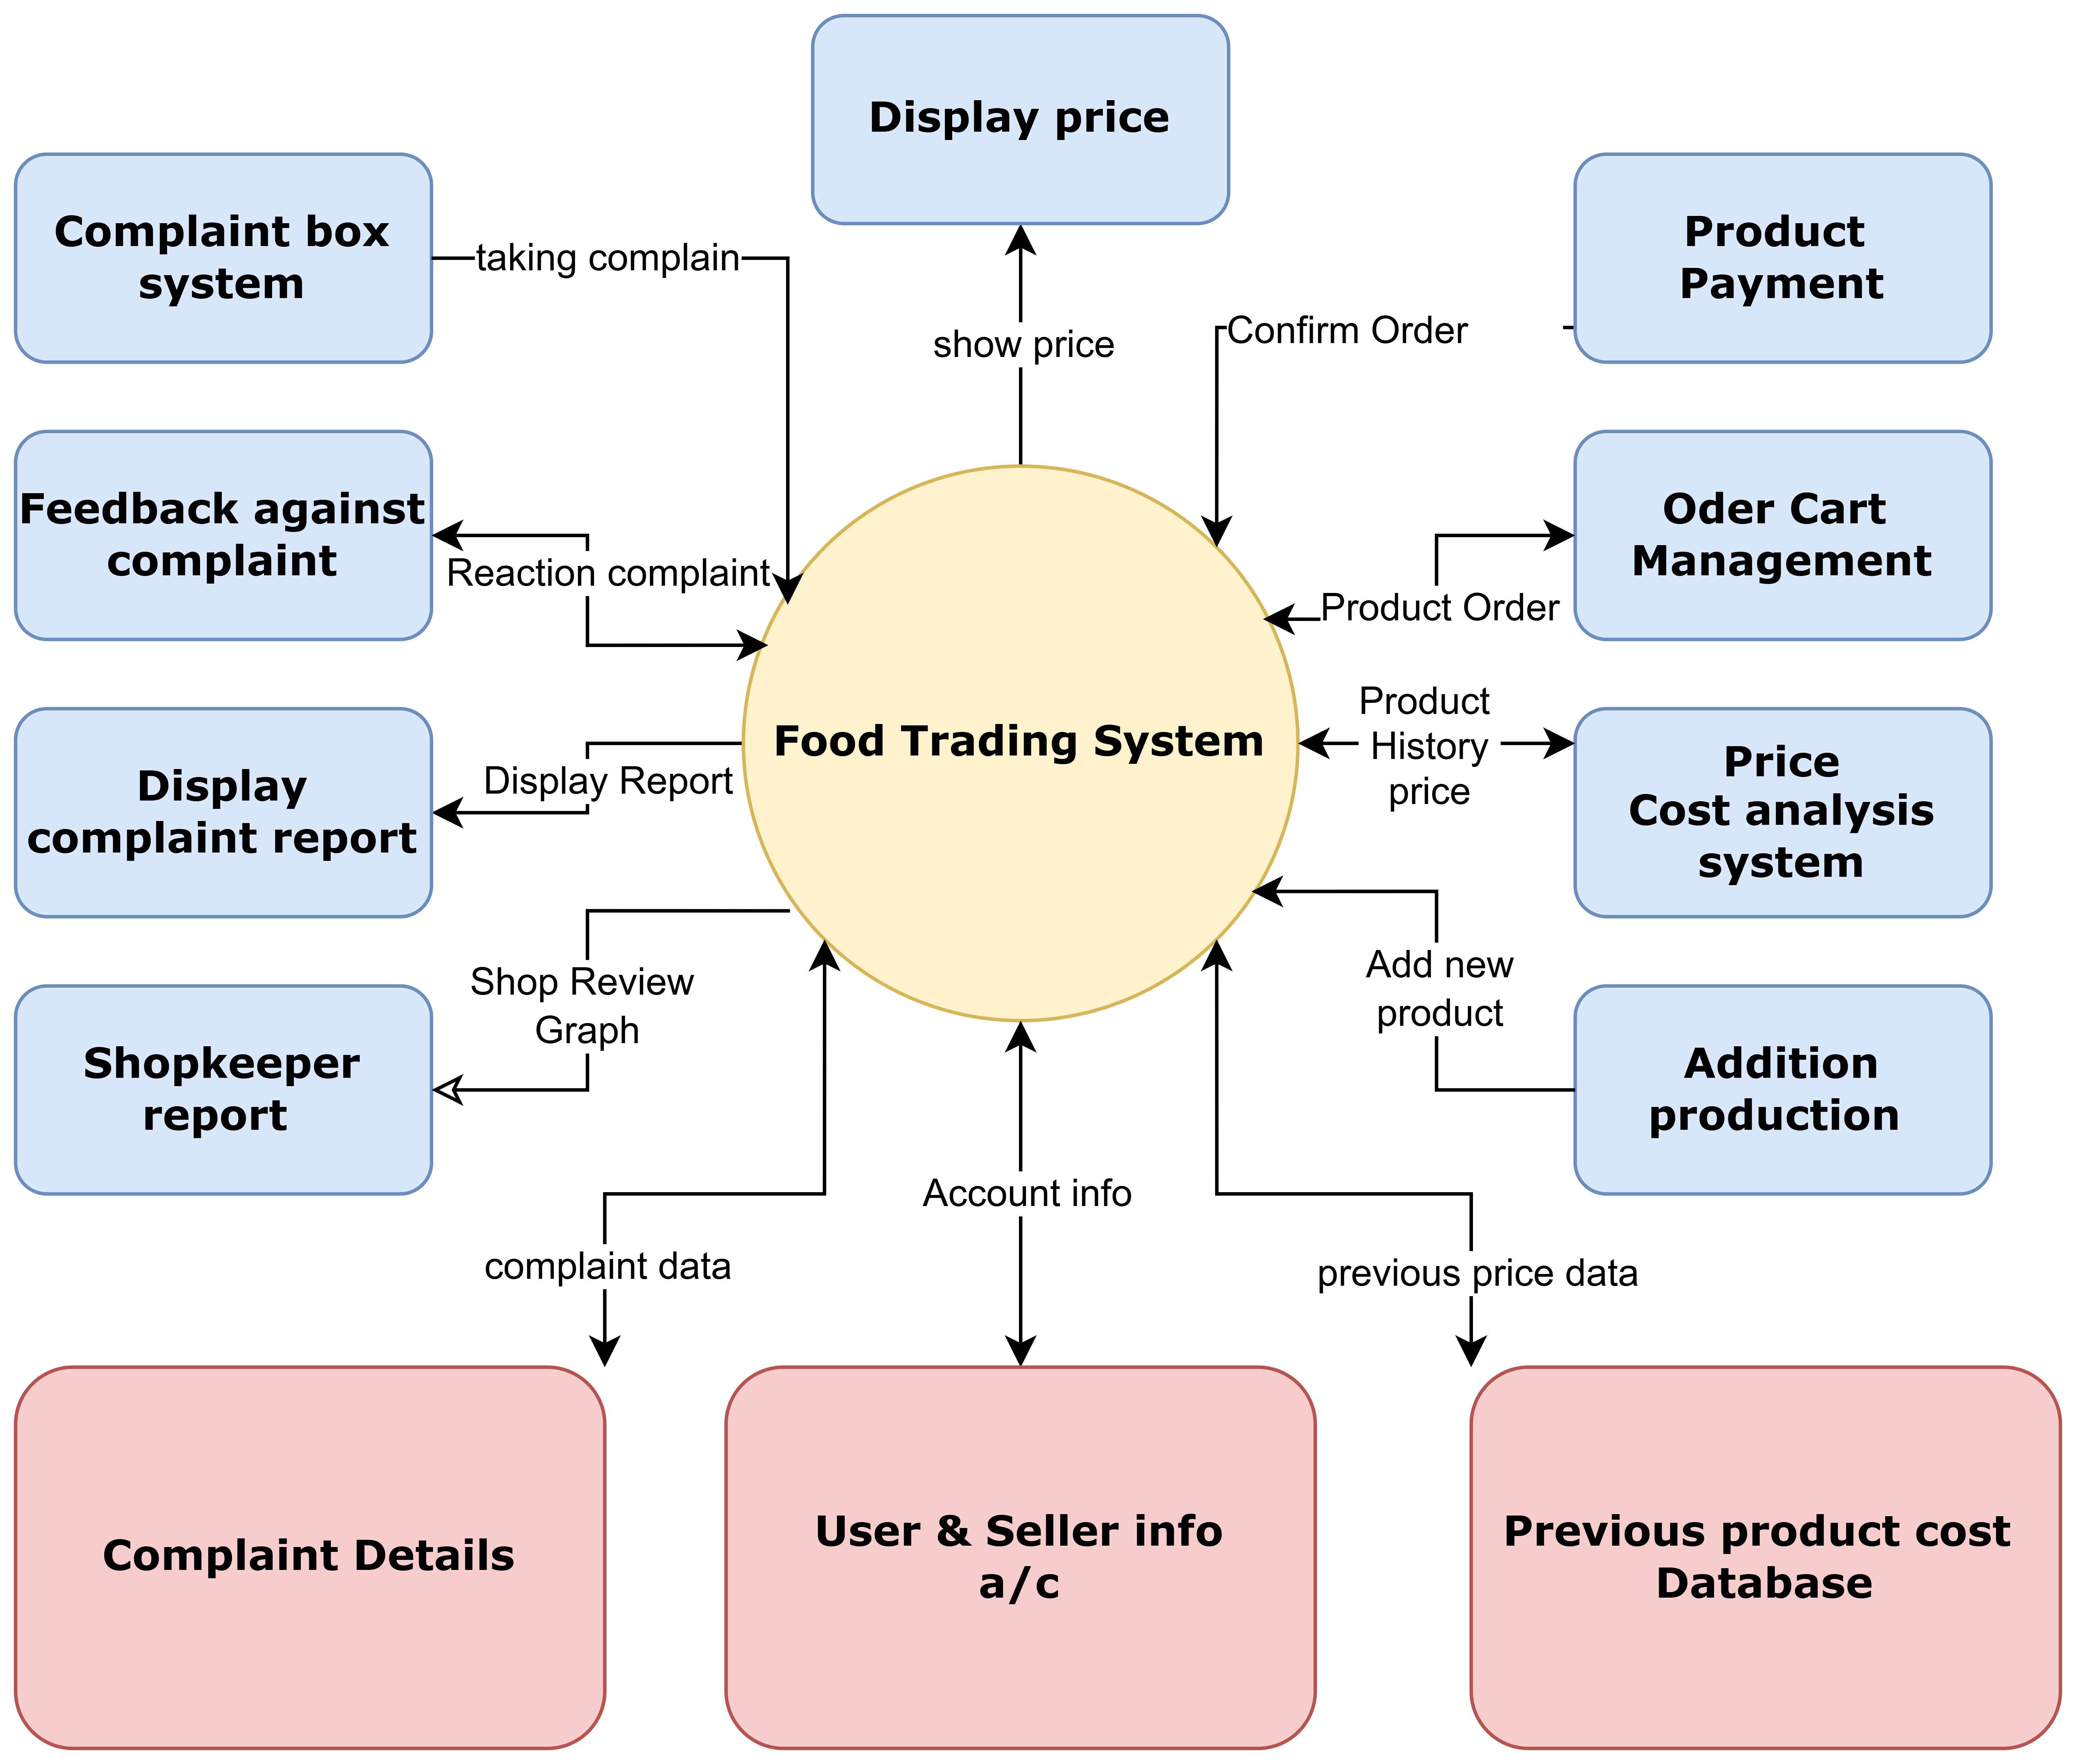 Display price
Complaint box
system
taking complain
Product
Payment
show price
Confirm Order
Feedback against
complaint
Reaction complaint
Oder Cart
Management
Product Order
Food Trading System
Product
History
price
Display
complaint report
Display Report
Price
Cost analysis
system
Shop Review
Graph
Add new
product
Shopkeeper
report
Addition
production
Account info
complaint data
previous price data
Complaint Details
User & Seller info
a/c
Previous product cost
Database